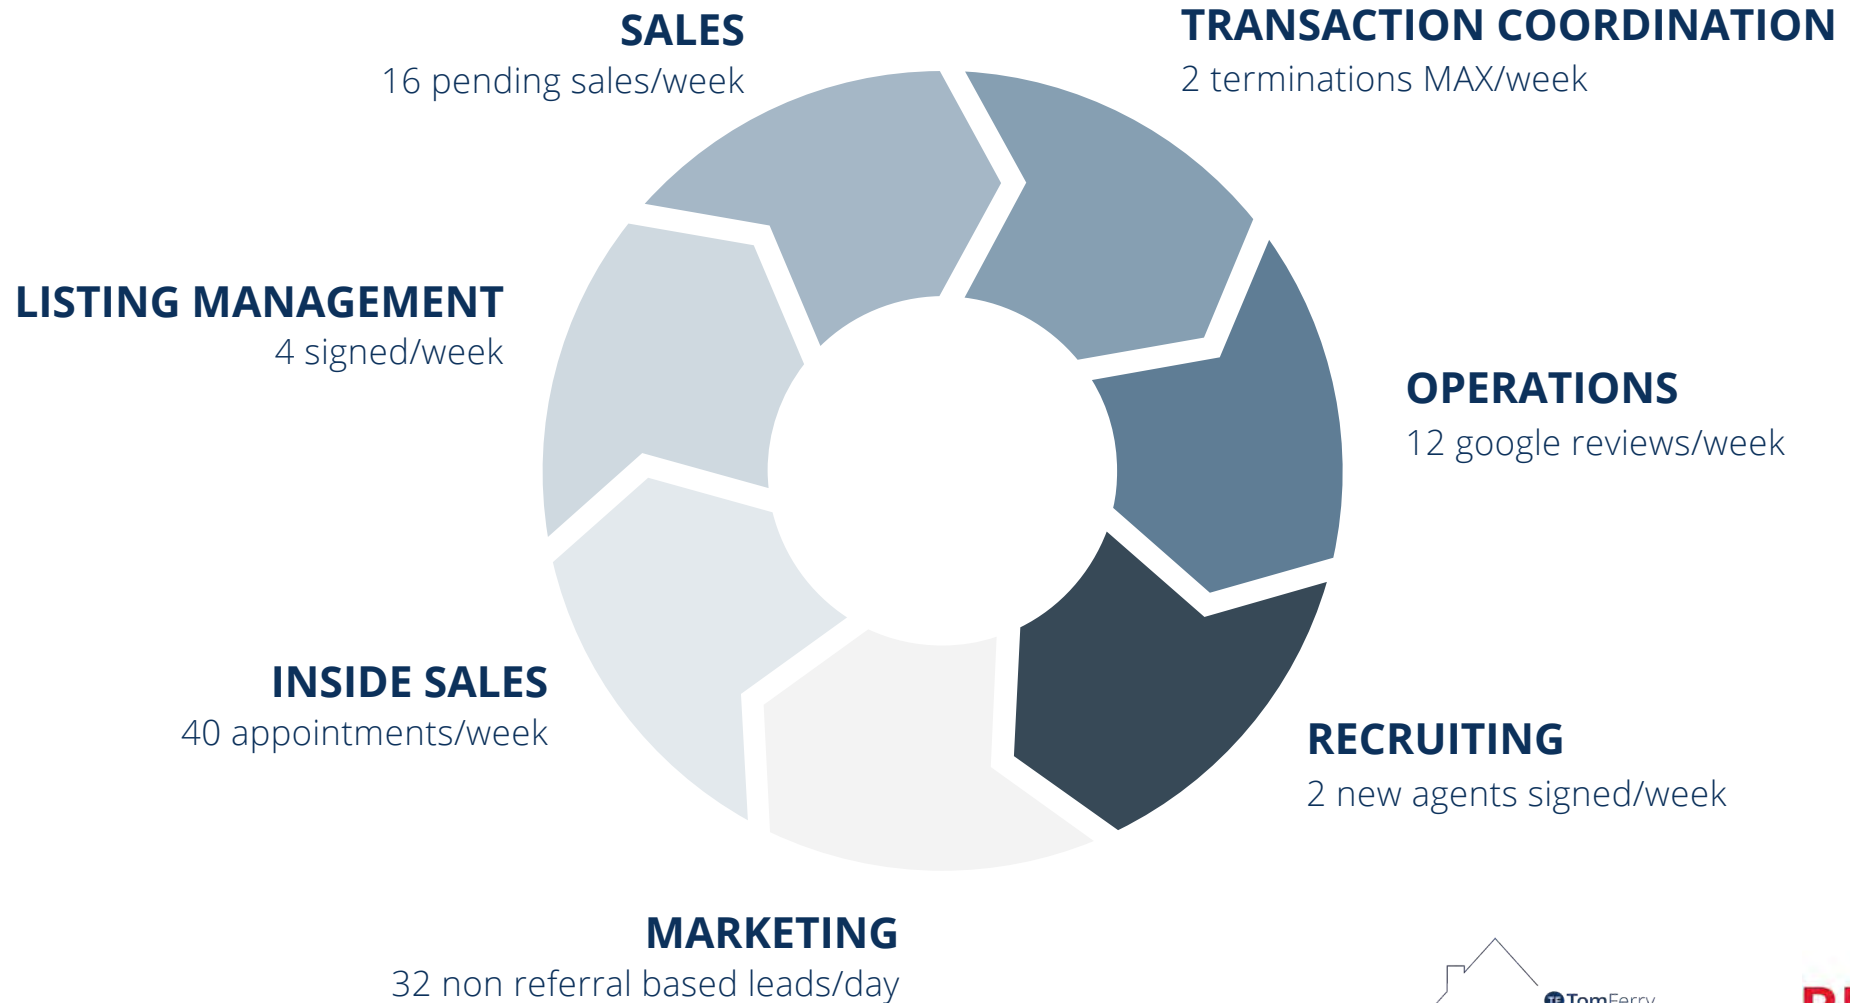 SALES
16 pending sales/week
TRANSACTION COORDINATION
2 terminations MAX/week
LISTING MANAGEMENT
4 signed/week
OPERATIONS
12 google reviews/week
INSIDE SALES
40 appointments/week
RECRUITING
2 new agents signed/week
MARKETING
32 non referral based leads/day
TF TomFerry